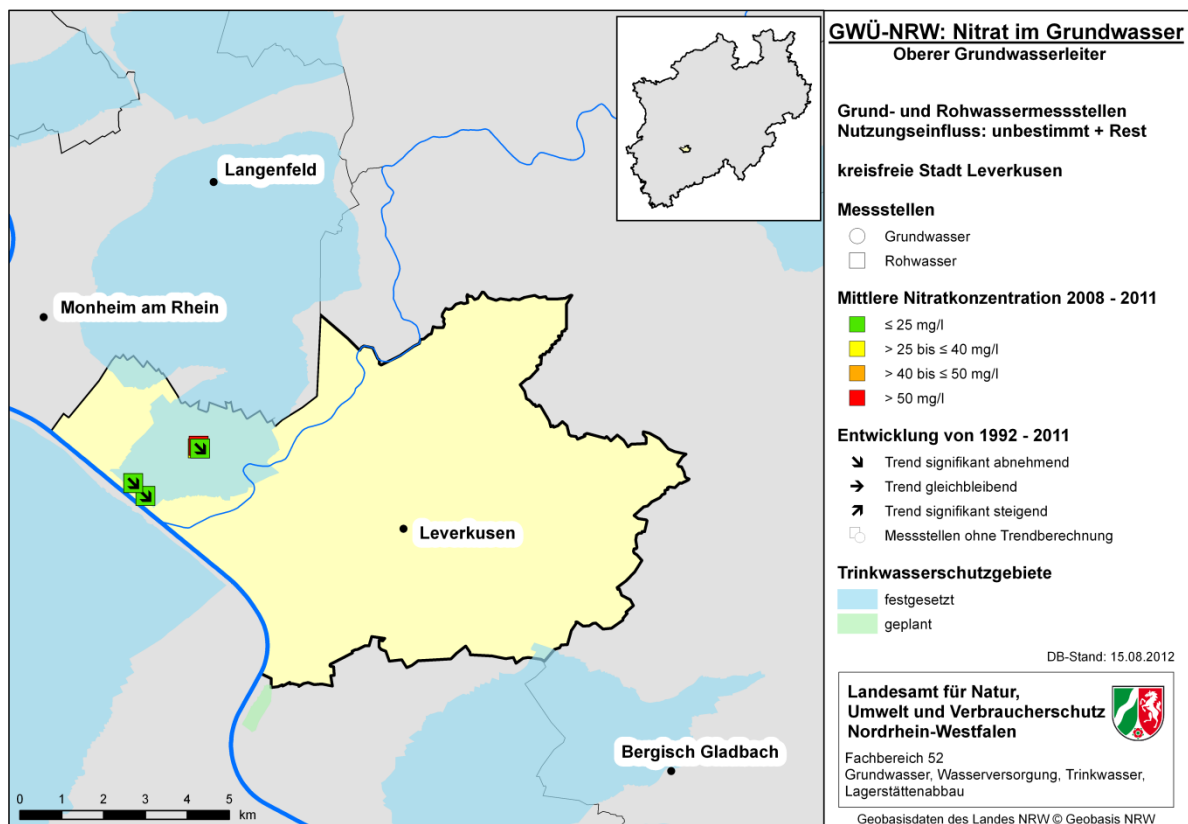 Langenfeld
Monheim am Rhein
Leverkusen
Bergisch Gladbach
0 1 2 3 4 5
km
GWÜ-NRW: Nitrat im Grundwasser
Oberer Grundwasserleiter
Grund- und Rohwassermessstellen
Nutzungseinfluss: unbestimmt + Rest
kreisfreie Stadt Leverkusen
Messstellen
Grundwasser
Rohwasser
Mittlere Nitratkonzentration 2008 - 2011
≤ 25 mg/l
> 25 bis ≤ 40 mg/l
> 40 bis ≤ 50 mg/l
> 50 mg/l
Entwicklung von 1992 - 2011
Trend signifikant abnehmend
Trend gleichbleibend
Trend signifikant steigend
Messstellen ohne Trendberechnung
Trinkwasserschutzgebiete
festgesetzt
geplant
DB-Stand: 15.08.2012
Landesamt für Natur,
Umwelt und Verbraucherschutz
Nordrhein-Westfalen
Fachbereich 52
Grundwasser, Wasserversorgung, Trinkwasser,
Lagerstättenabbau
Geobasisdaten des Landes NRW © Geobasis NRW